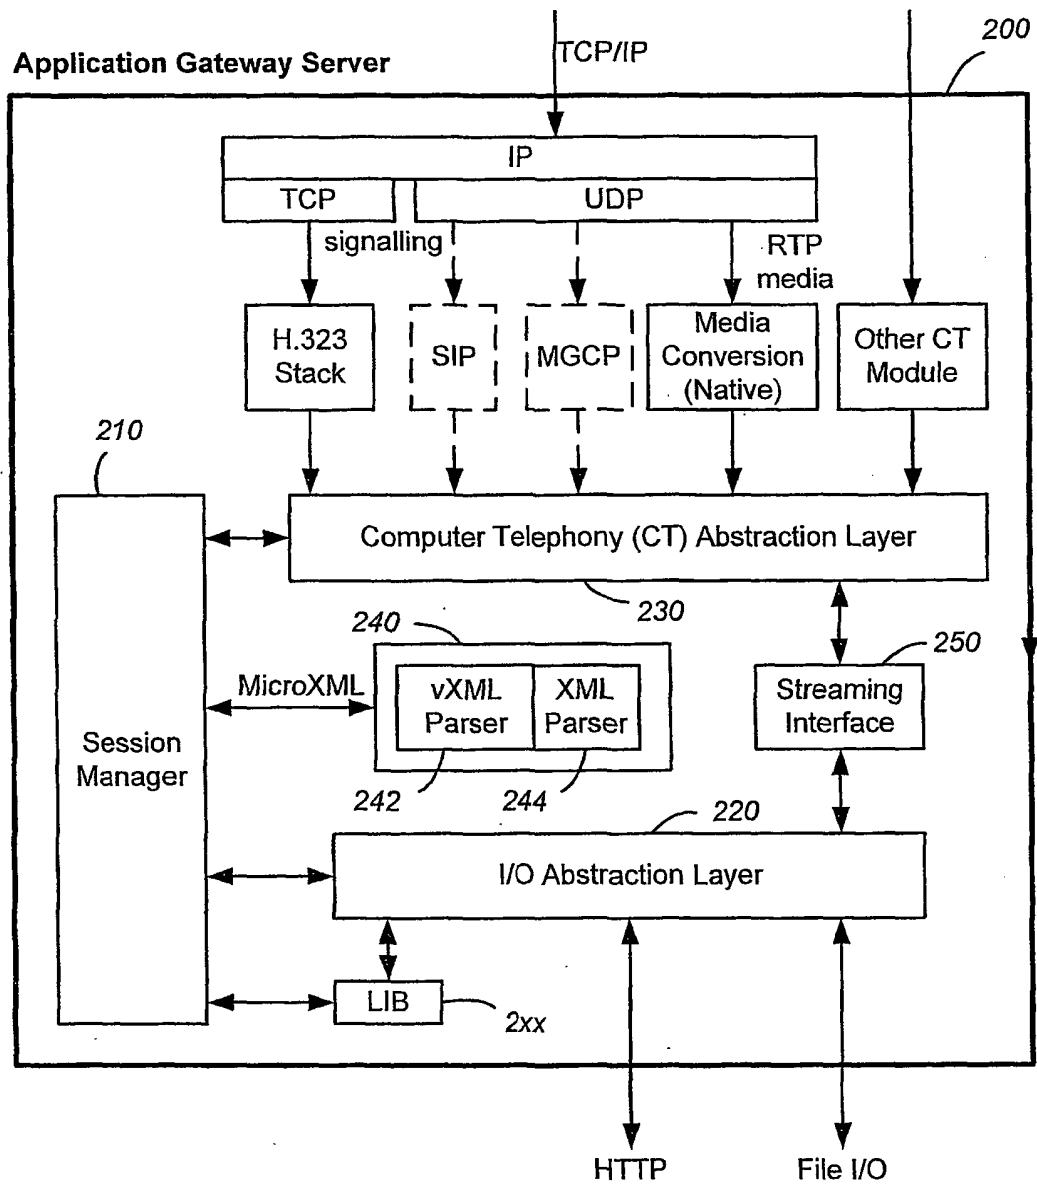 200
TCP/IP
Application Gateway Server
IP
TCP
UDP
signalling
RTP
media
H.323
Stack
SIP
MGCP
Media
Conversion
(Native)
Other CT
Module
210
Computer Telephony (CT) Abstraction Layer
230
240
250
MicroXML
vXML
Parser
XML
Parser
Streaming
Interface
Session
Manager
242
244
220
I/O Abstraction Layer
LIB
2xx
HTTP
File I/O